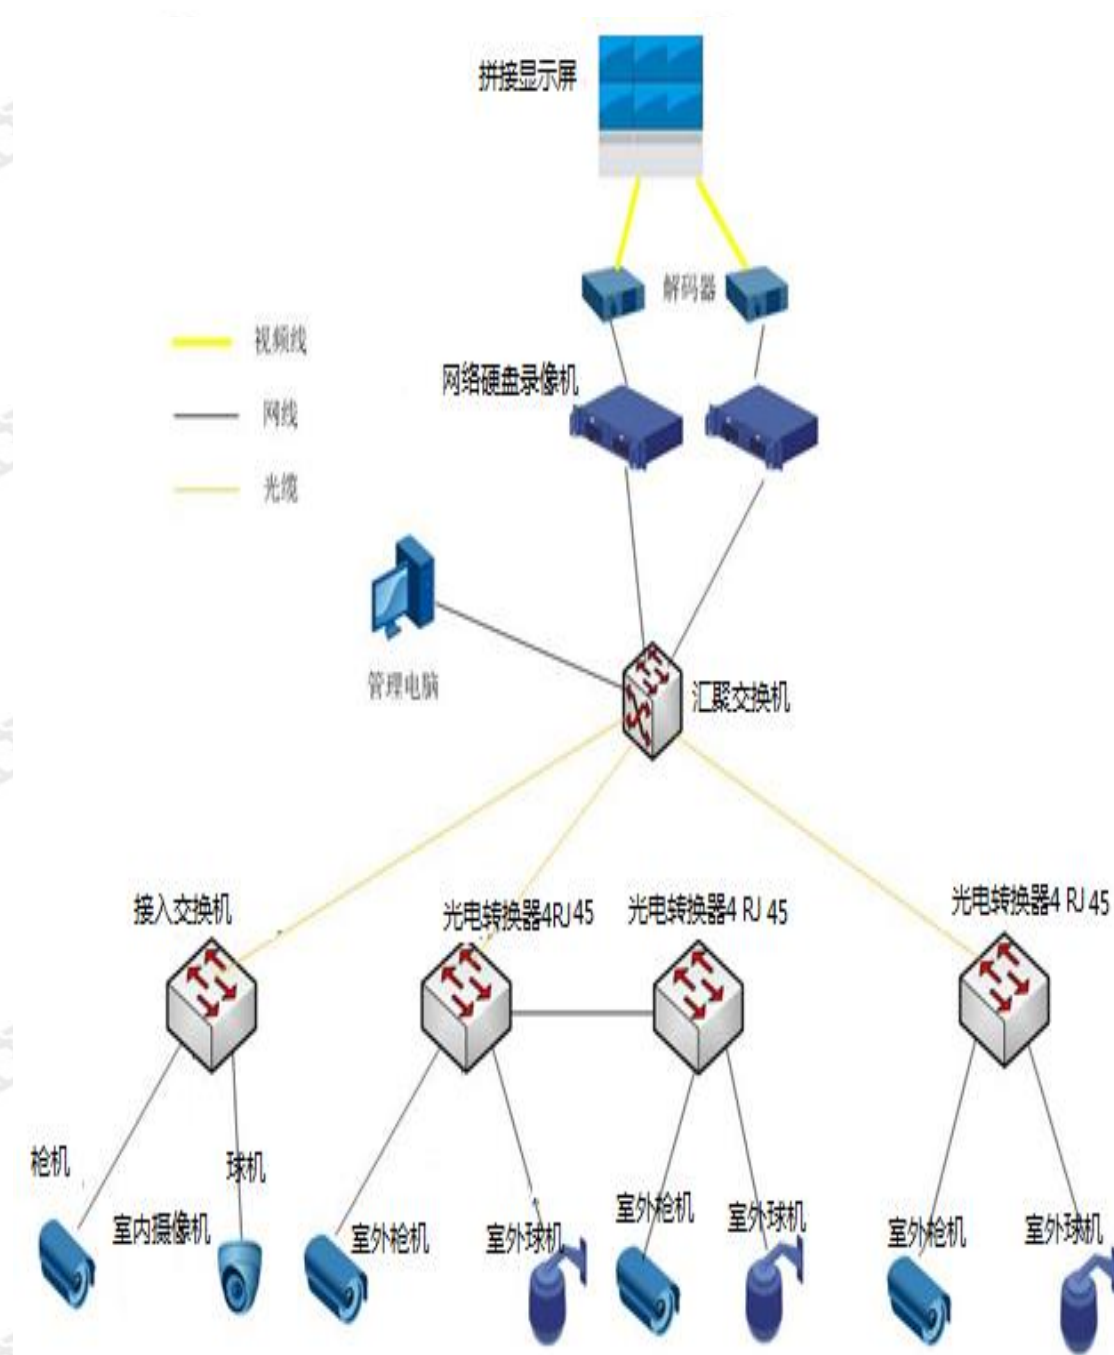 拼接显示屏
解码器
视频线
网络硬盘录像机
网线
光缆
管理电脑
汇聚交换机
接入交换机
光电转换器4RJ45
光电转换器4 RJ 45
光电转换器4 RJ 45
枪机
球机
室内摄像机
室外枪机
室外球机
室外枪机
室外球机
室外枪机
室外球机